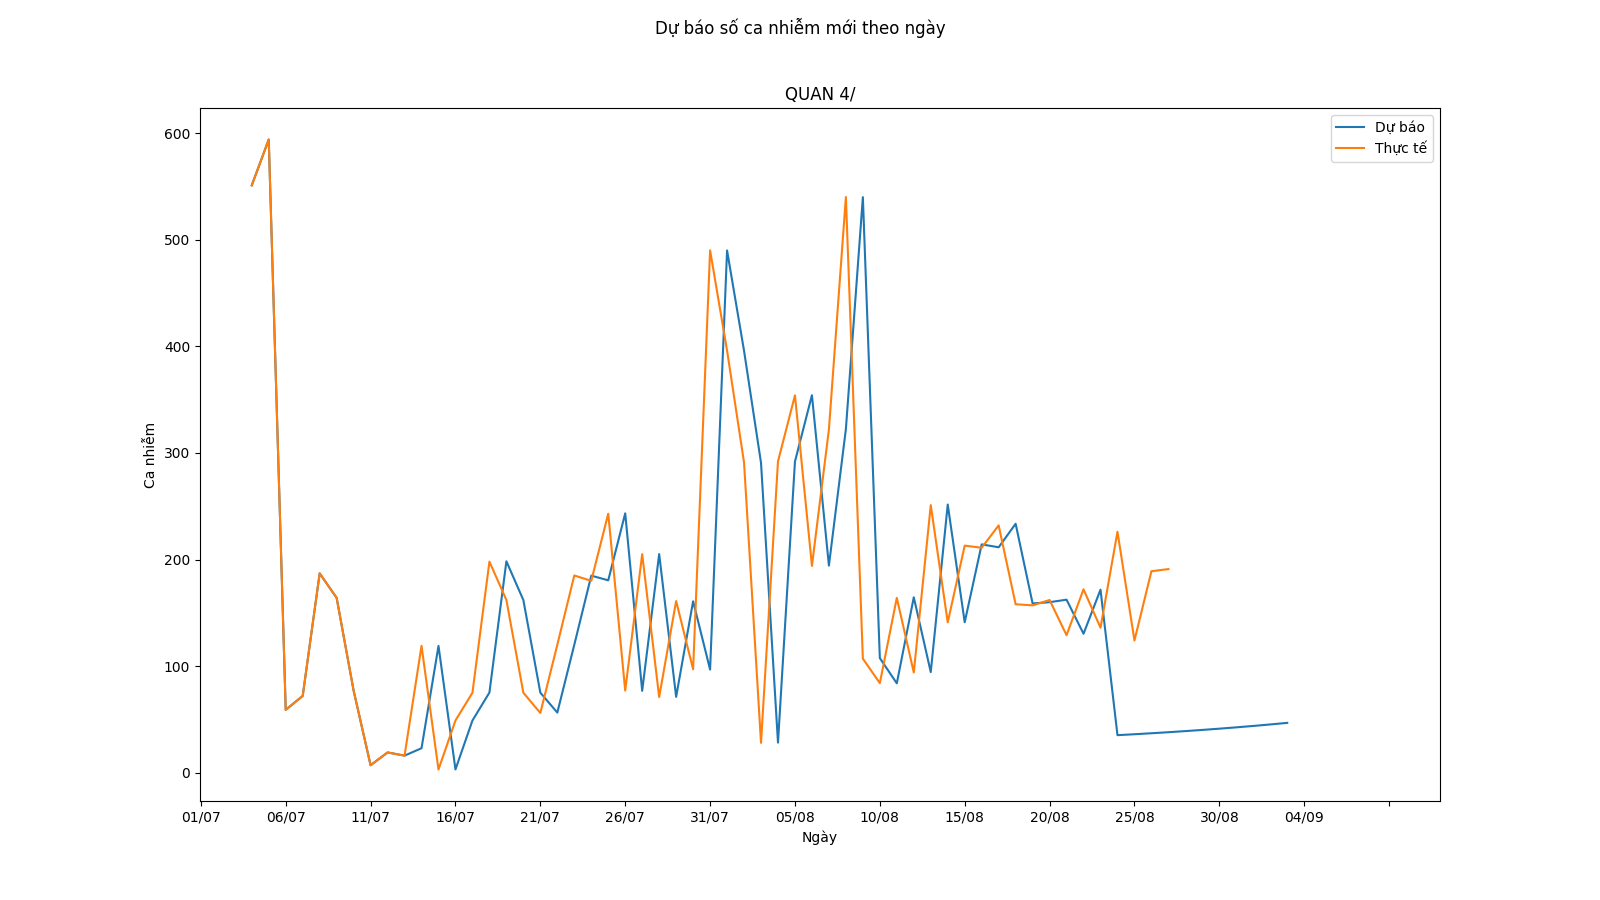 Dự báo số ca nhiễm mới theo ngày
QUAN 4/
Dự báo
Thực tế
Ca nhiễm
600
500
400
300
200
100
0
01/07 06/07 11/07 16/07 21/07 26/07 31/07 05/08 10/08 15/08 20/08 25/08 30/08 04/09
Ngày